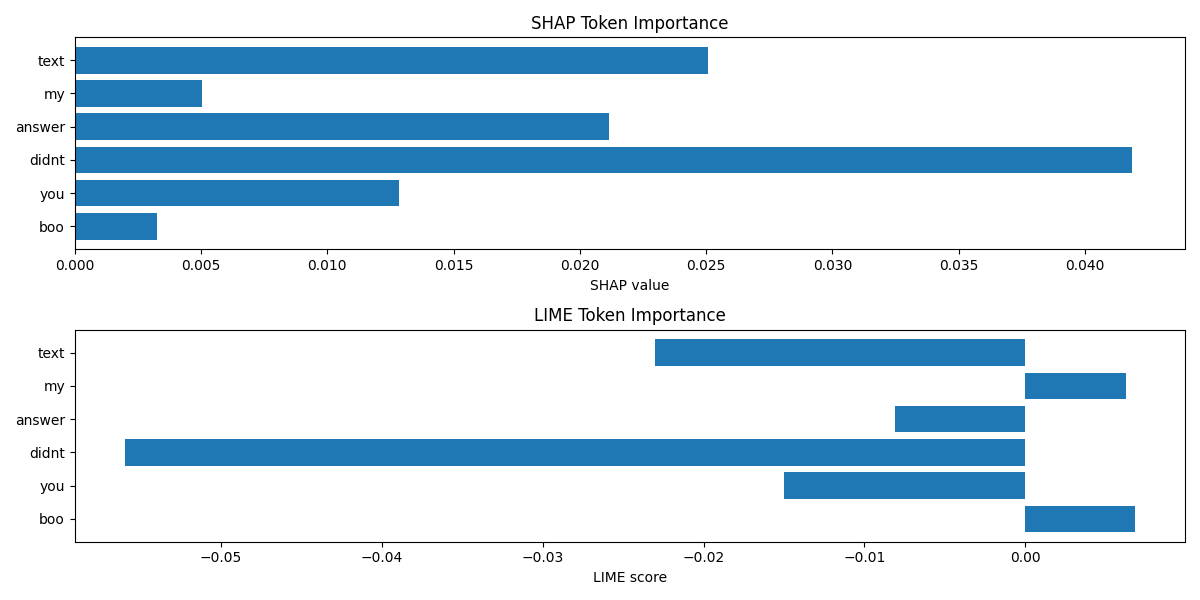 SHAP Token Importance
text
my
answer
didnt
you
boo
0.000 0.005 0.010 0.015 0.020 0.025 0.030 0.035 0.040
SHAP value
LIME Token Importance
text
my
answer
didnt
you
boo
−0.05 −0.04 −0.03 −0.02 −0.01 0.00
LIME score